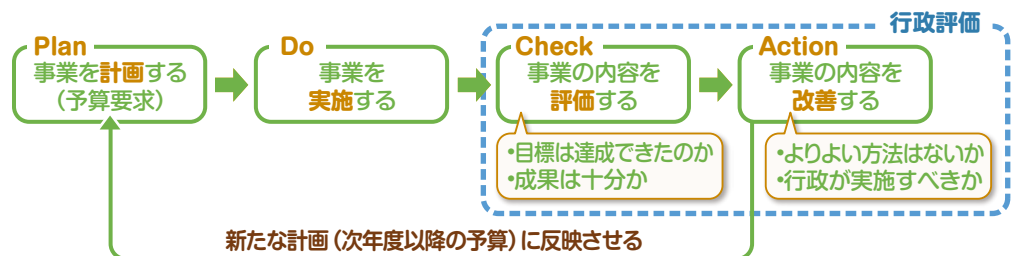 行政評価
Plan
事業を計画する
（予算要求）
Do
事業を
実施する
Check
事業の内容を
評価する
Action
事業の内容を
改善する
・目標は達成できたのか
・成果は十分か
・よりよい方法はないか
・行政が実施すべきか
新たな計画（次年度以降の予算）に反映させる